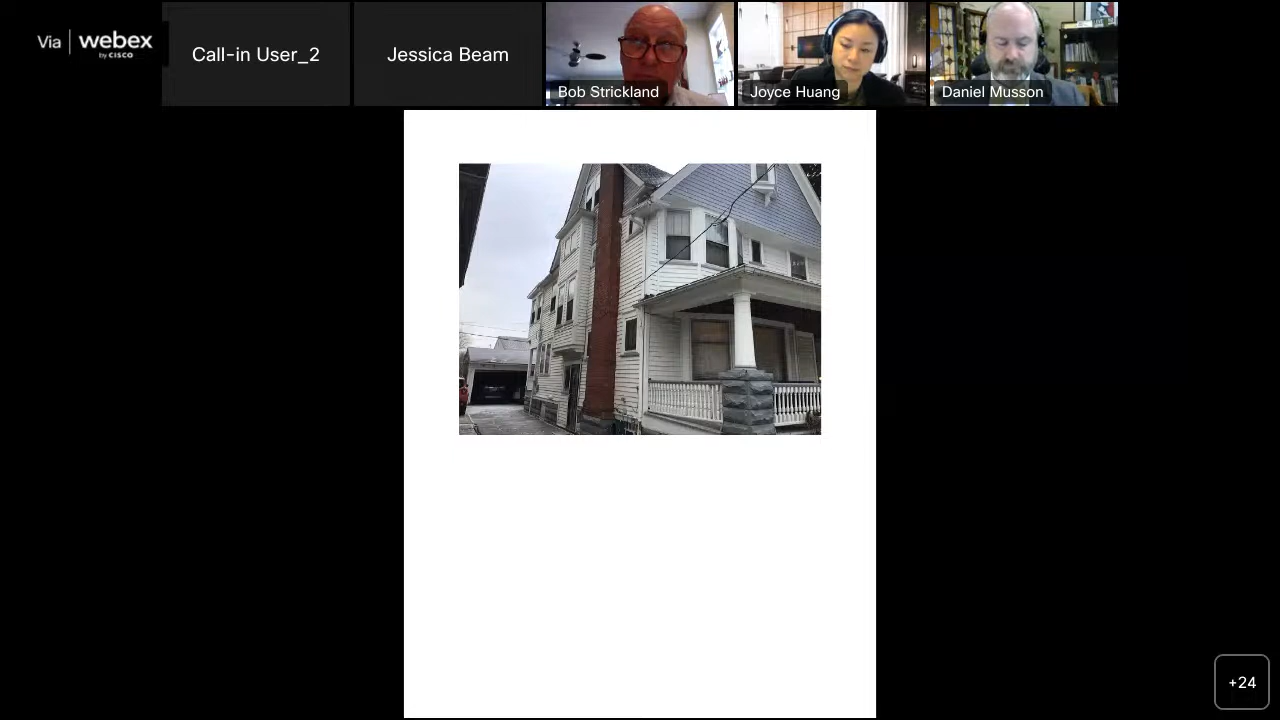 Via webex
by CISCO
Call-in User_2
Jessica Beam
Bob Strickland
Joyce Huang
Daniel Musson
+24